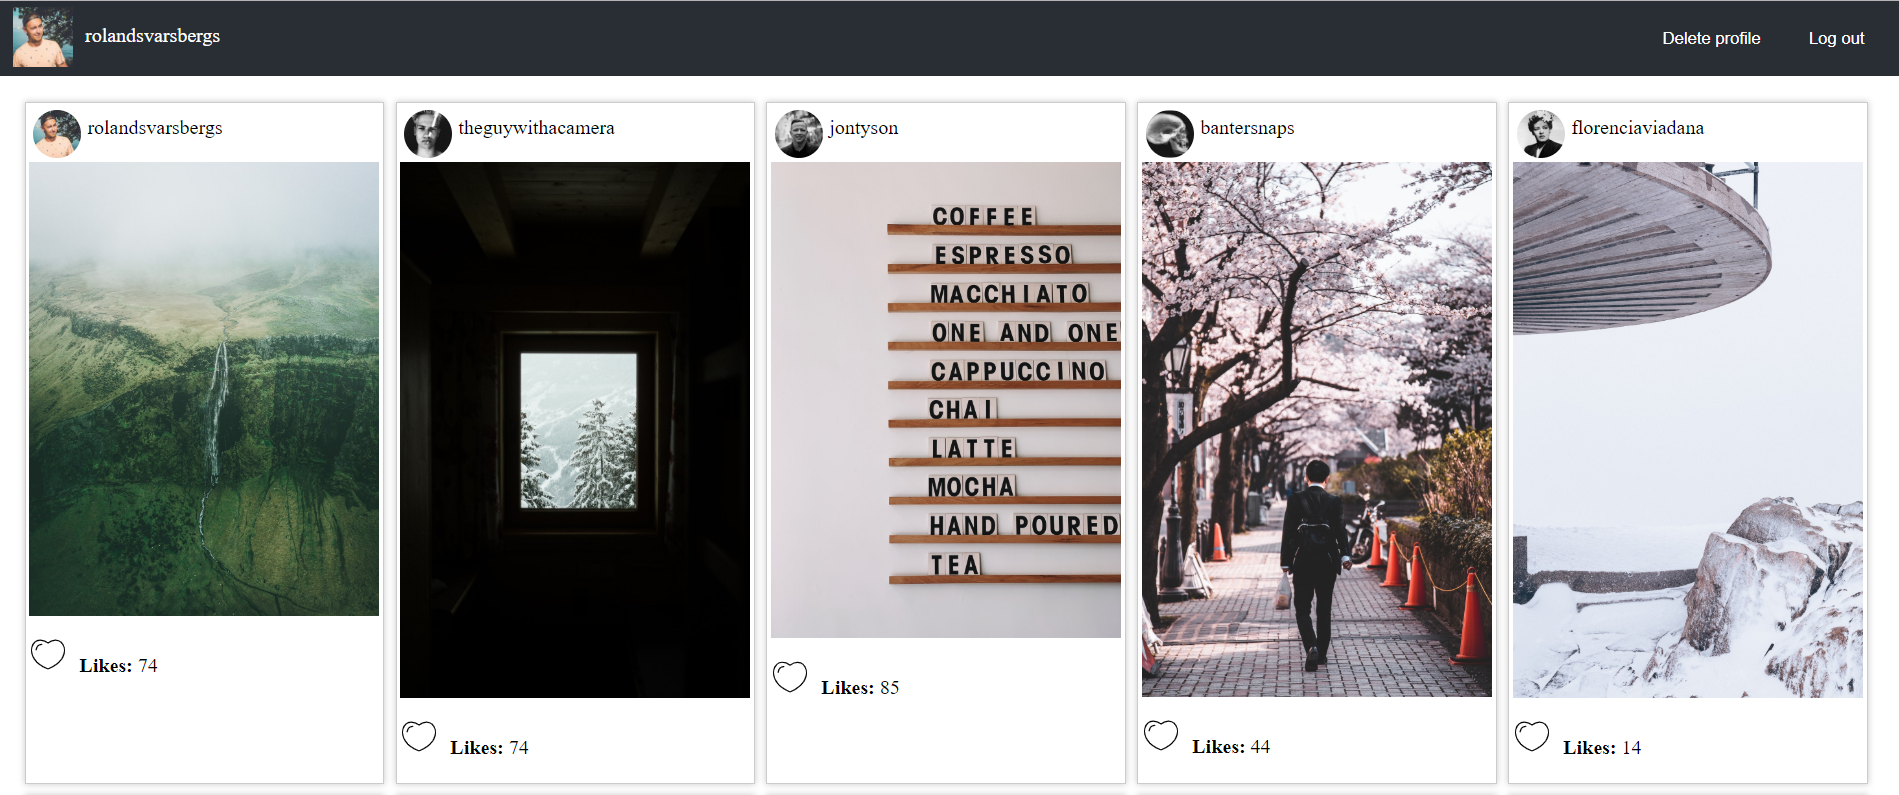 rolandsvarsbergs
Delete profile
Log out
rolandsvarsbergs
Likes: 74
theguywithacamera
Likes: 74
jontyson
COFFEE
ESPRESSO
MACCHIATO
ONE AND ONE
CAPPUCCINO
CHAI
LATTE
MOCHA
HAND POURED
TEA
Likes: 85
bantersnaps
Likes: 44
florenciaviadana
Likes: 14